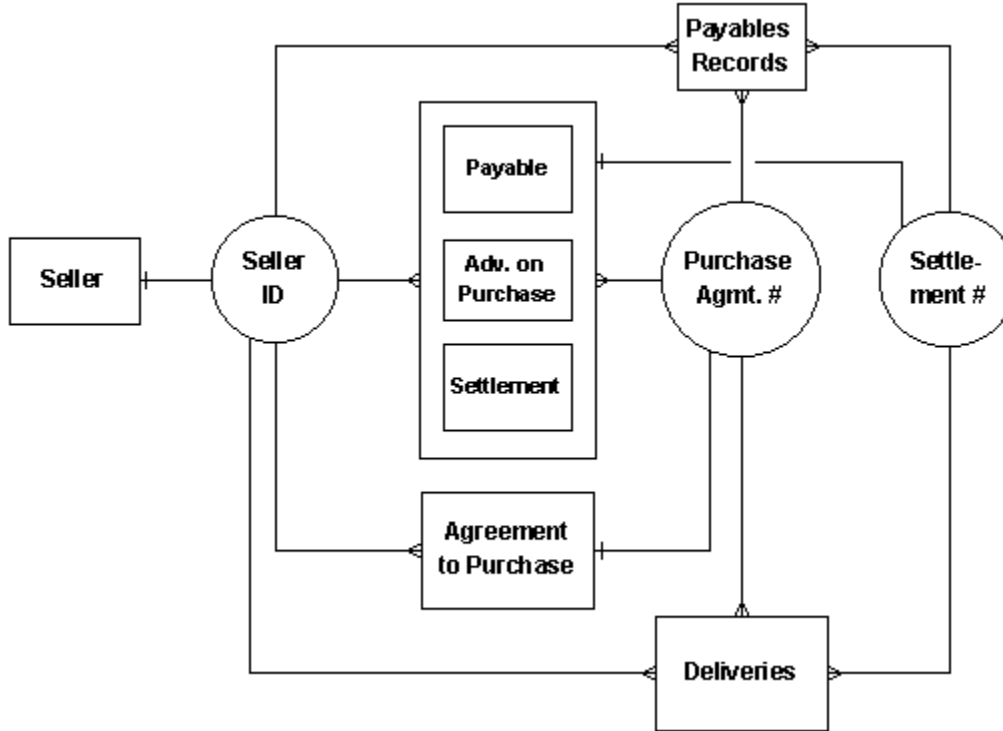 Payables
Records
Payable
Seller
Seller
ID
Adv. on
Purchase
Purchase
Agmt. #
Settle-
ment #
Settlement
Agreement
to Purchase
Deliveries